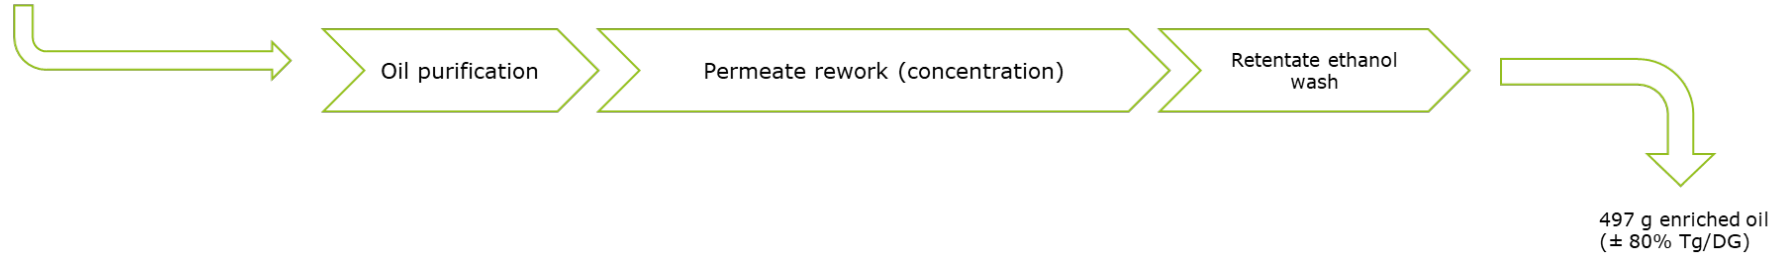 Oil purification
Permeate rework (concentration)
Retentate ethanol
wash
497 g enriched oil
(± 80% Tg/DG)